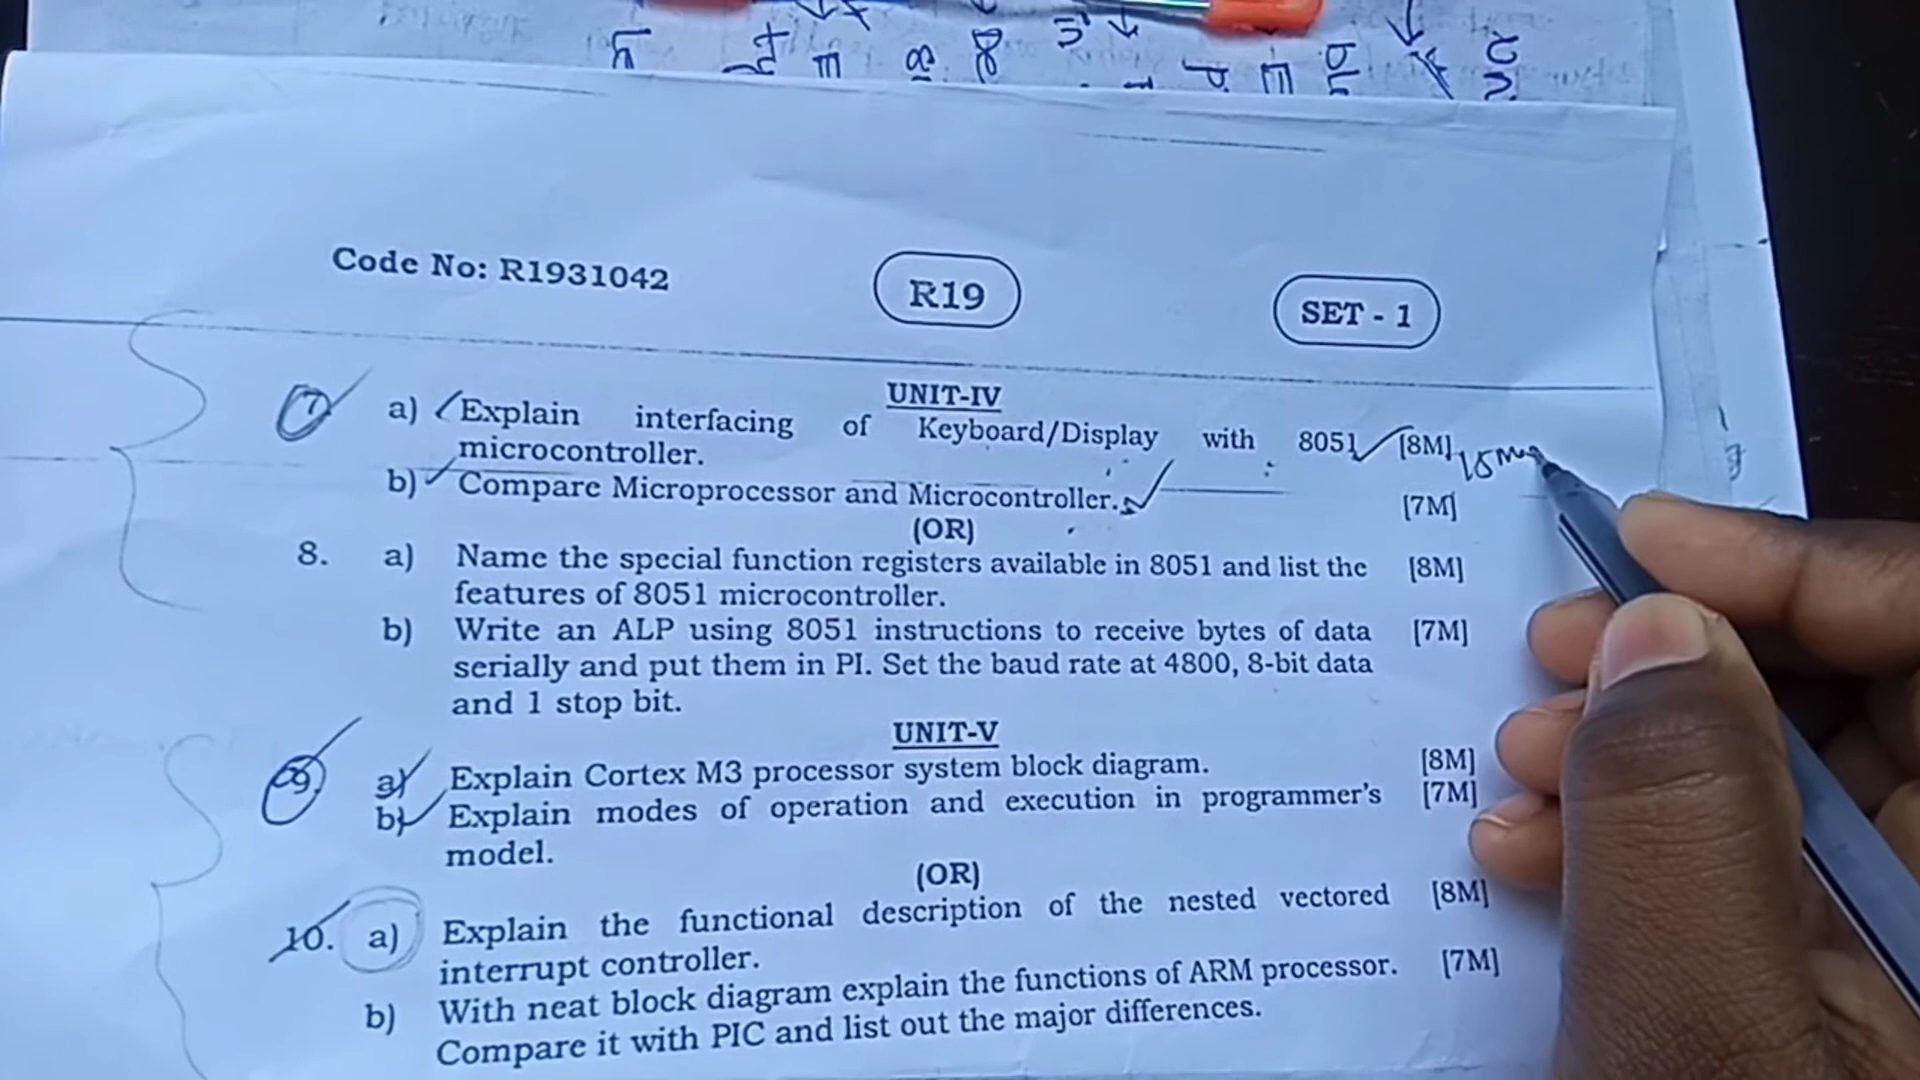 Code No: R1931042
R19
SET - 1
UNIT-IV
7 a) Explain interfacing of Keyboard/Display with 8051 [8M] 15 M
microcontroller.
b) Compare Microprocessor and Microcontroller. [7M]
(OR)
8. a) Name the special function registers available in 8051 and list the [8M]
features of 8051 microcontroller.
b) Write an ALP using 8051 instructions to receive bytes of data [7M]
serially and put them in PI. Set the baud rate at 4800, 8-bit data
and 1 stop bit.
UNIT-V
9. a) Explain Cortex M3 processor system block diagram. [8M]
b) Explain modes of operation and execution in programmer's [7M]
model.
(OR)
10. a) Explain the functional description of the nested vectored [8M]
interrupt controller.
b) With neat block diagram explain the functions of ARM processor. [7M]
Compare it with PIC and list out the major differences.